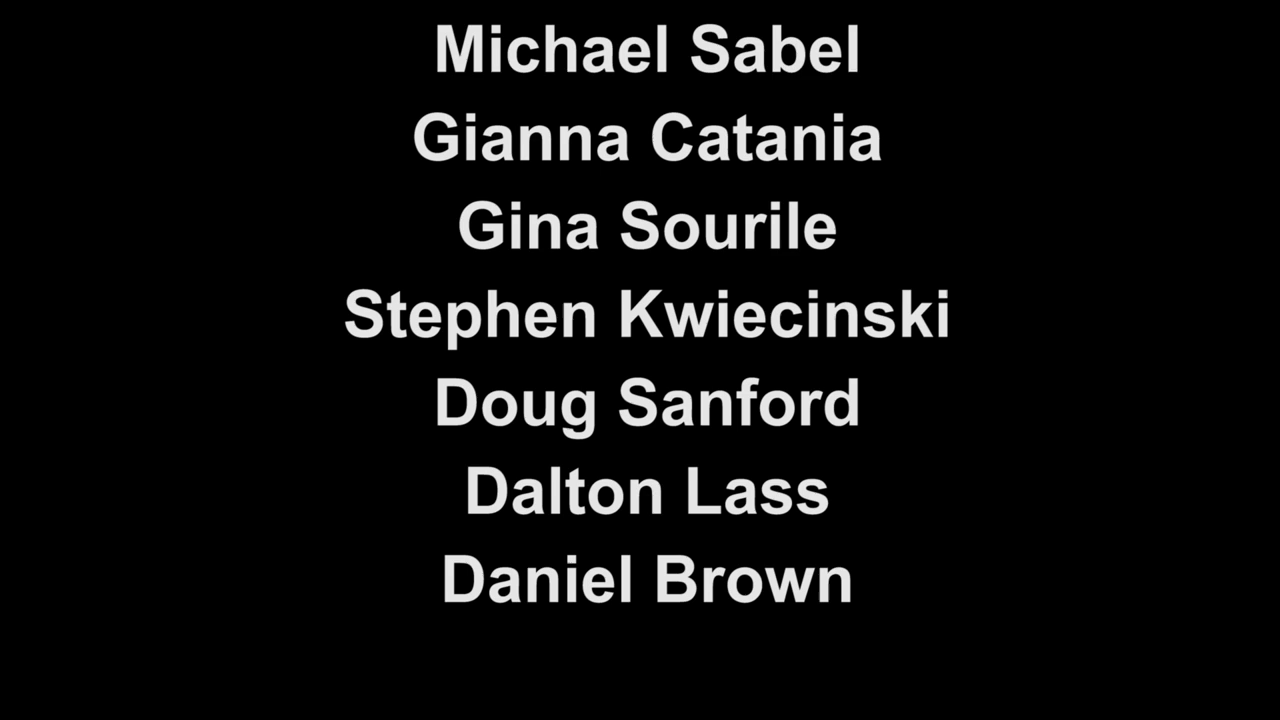 Michael Sabel
Gianna Catania
Gina Sourile
Stephen Kwiecinski
Doug Sanford
Dalton Lass
Daniel Brown